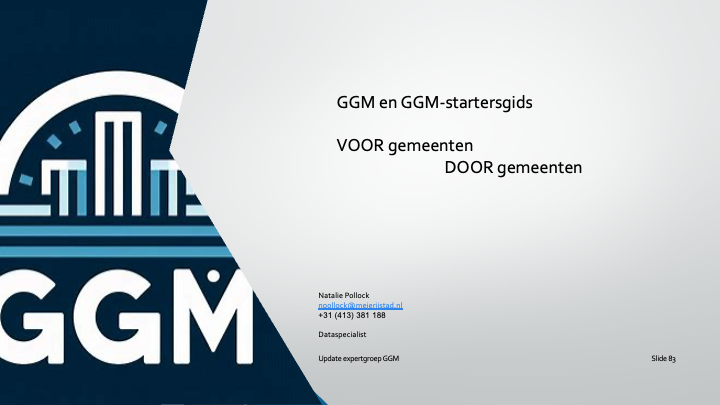 GGM en GGM-startersgids
VOOR gemeenten
DOOR gemeenten
GGM
Natalie Pollock
npollock@meierijstad.nl
+31 (413) 381 188
Dataspecialist
Update expertgroep GGM
Slide 83